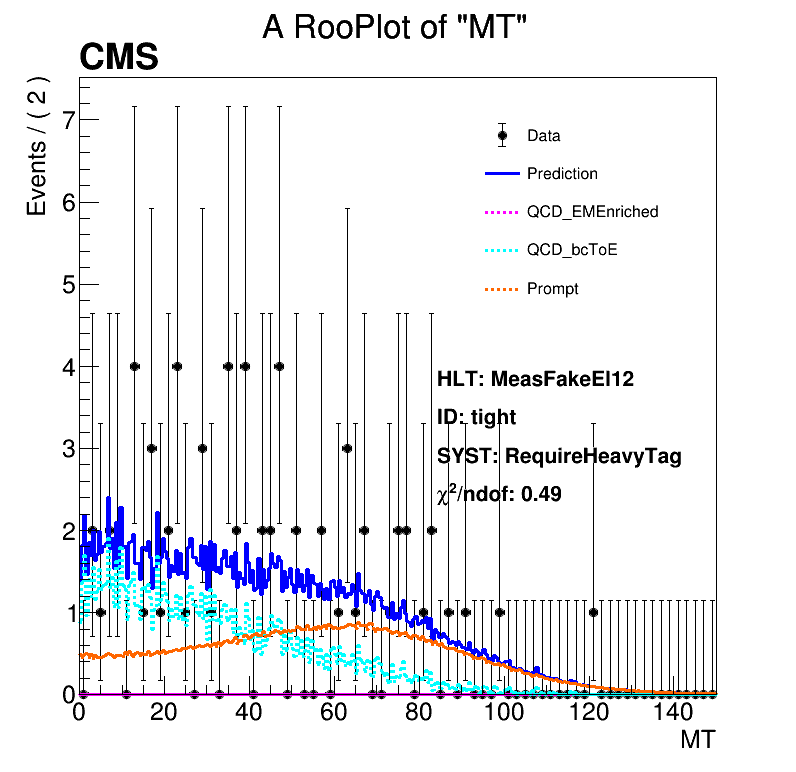 A RooPlot of "MT"
CMS
Events / ( 2 )
7
6
5
4
3
2
1
0
Data
Prediction
QCD_EMEnriched
QCD_bcToE
Prompt
HLT: MeasFakeEl12
ID: tight
SYST: RequireHeavyTag
χ²/ndof: 0.49
0 20 40 60 80 100 120 140
MT